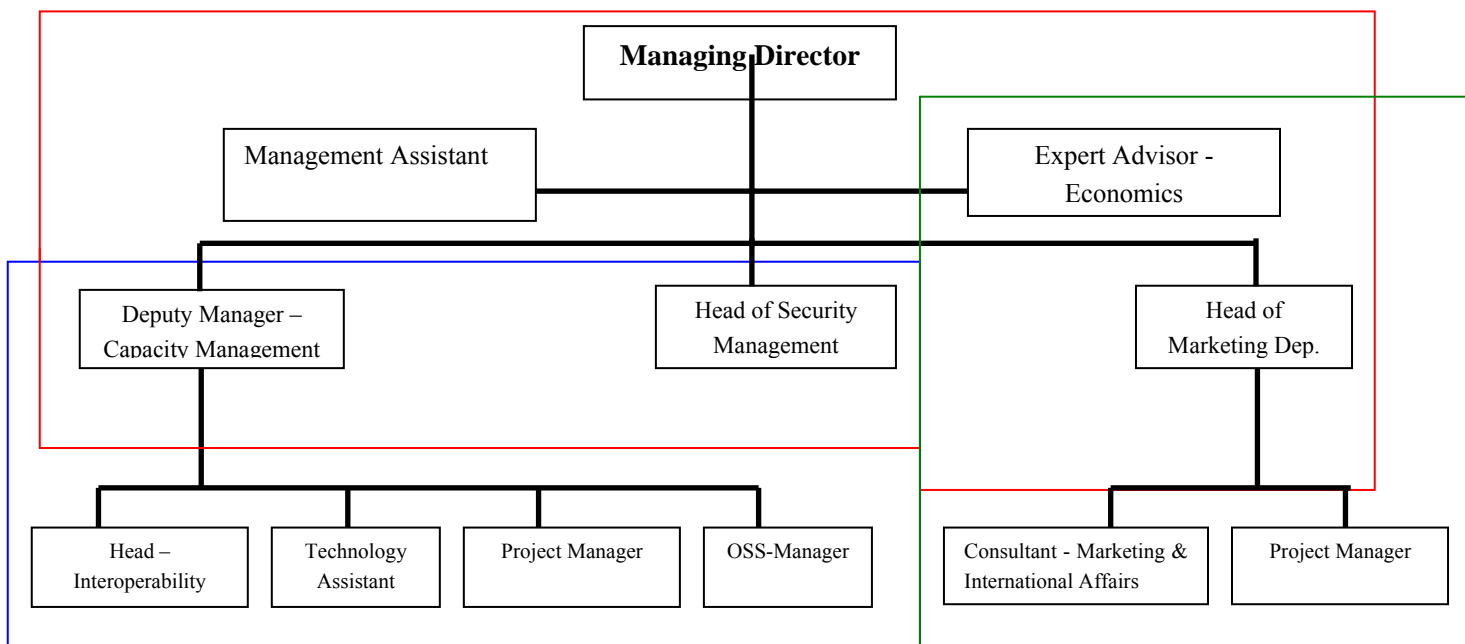 Managing Director
Management Assistant
Expert Advisor -
Economics
Deputy Manager –
Capacity Management
Head of Security
Management
Head of
Marketing Dep.
Head –
Interoperability
Technology
Assistant
Project Manager
OSS-Manager
Consultant - Marketing &
International Affairs
Project Manager